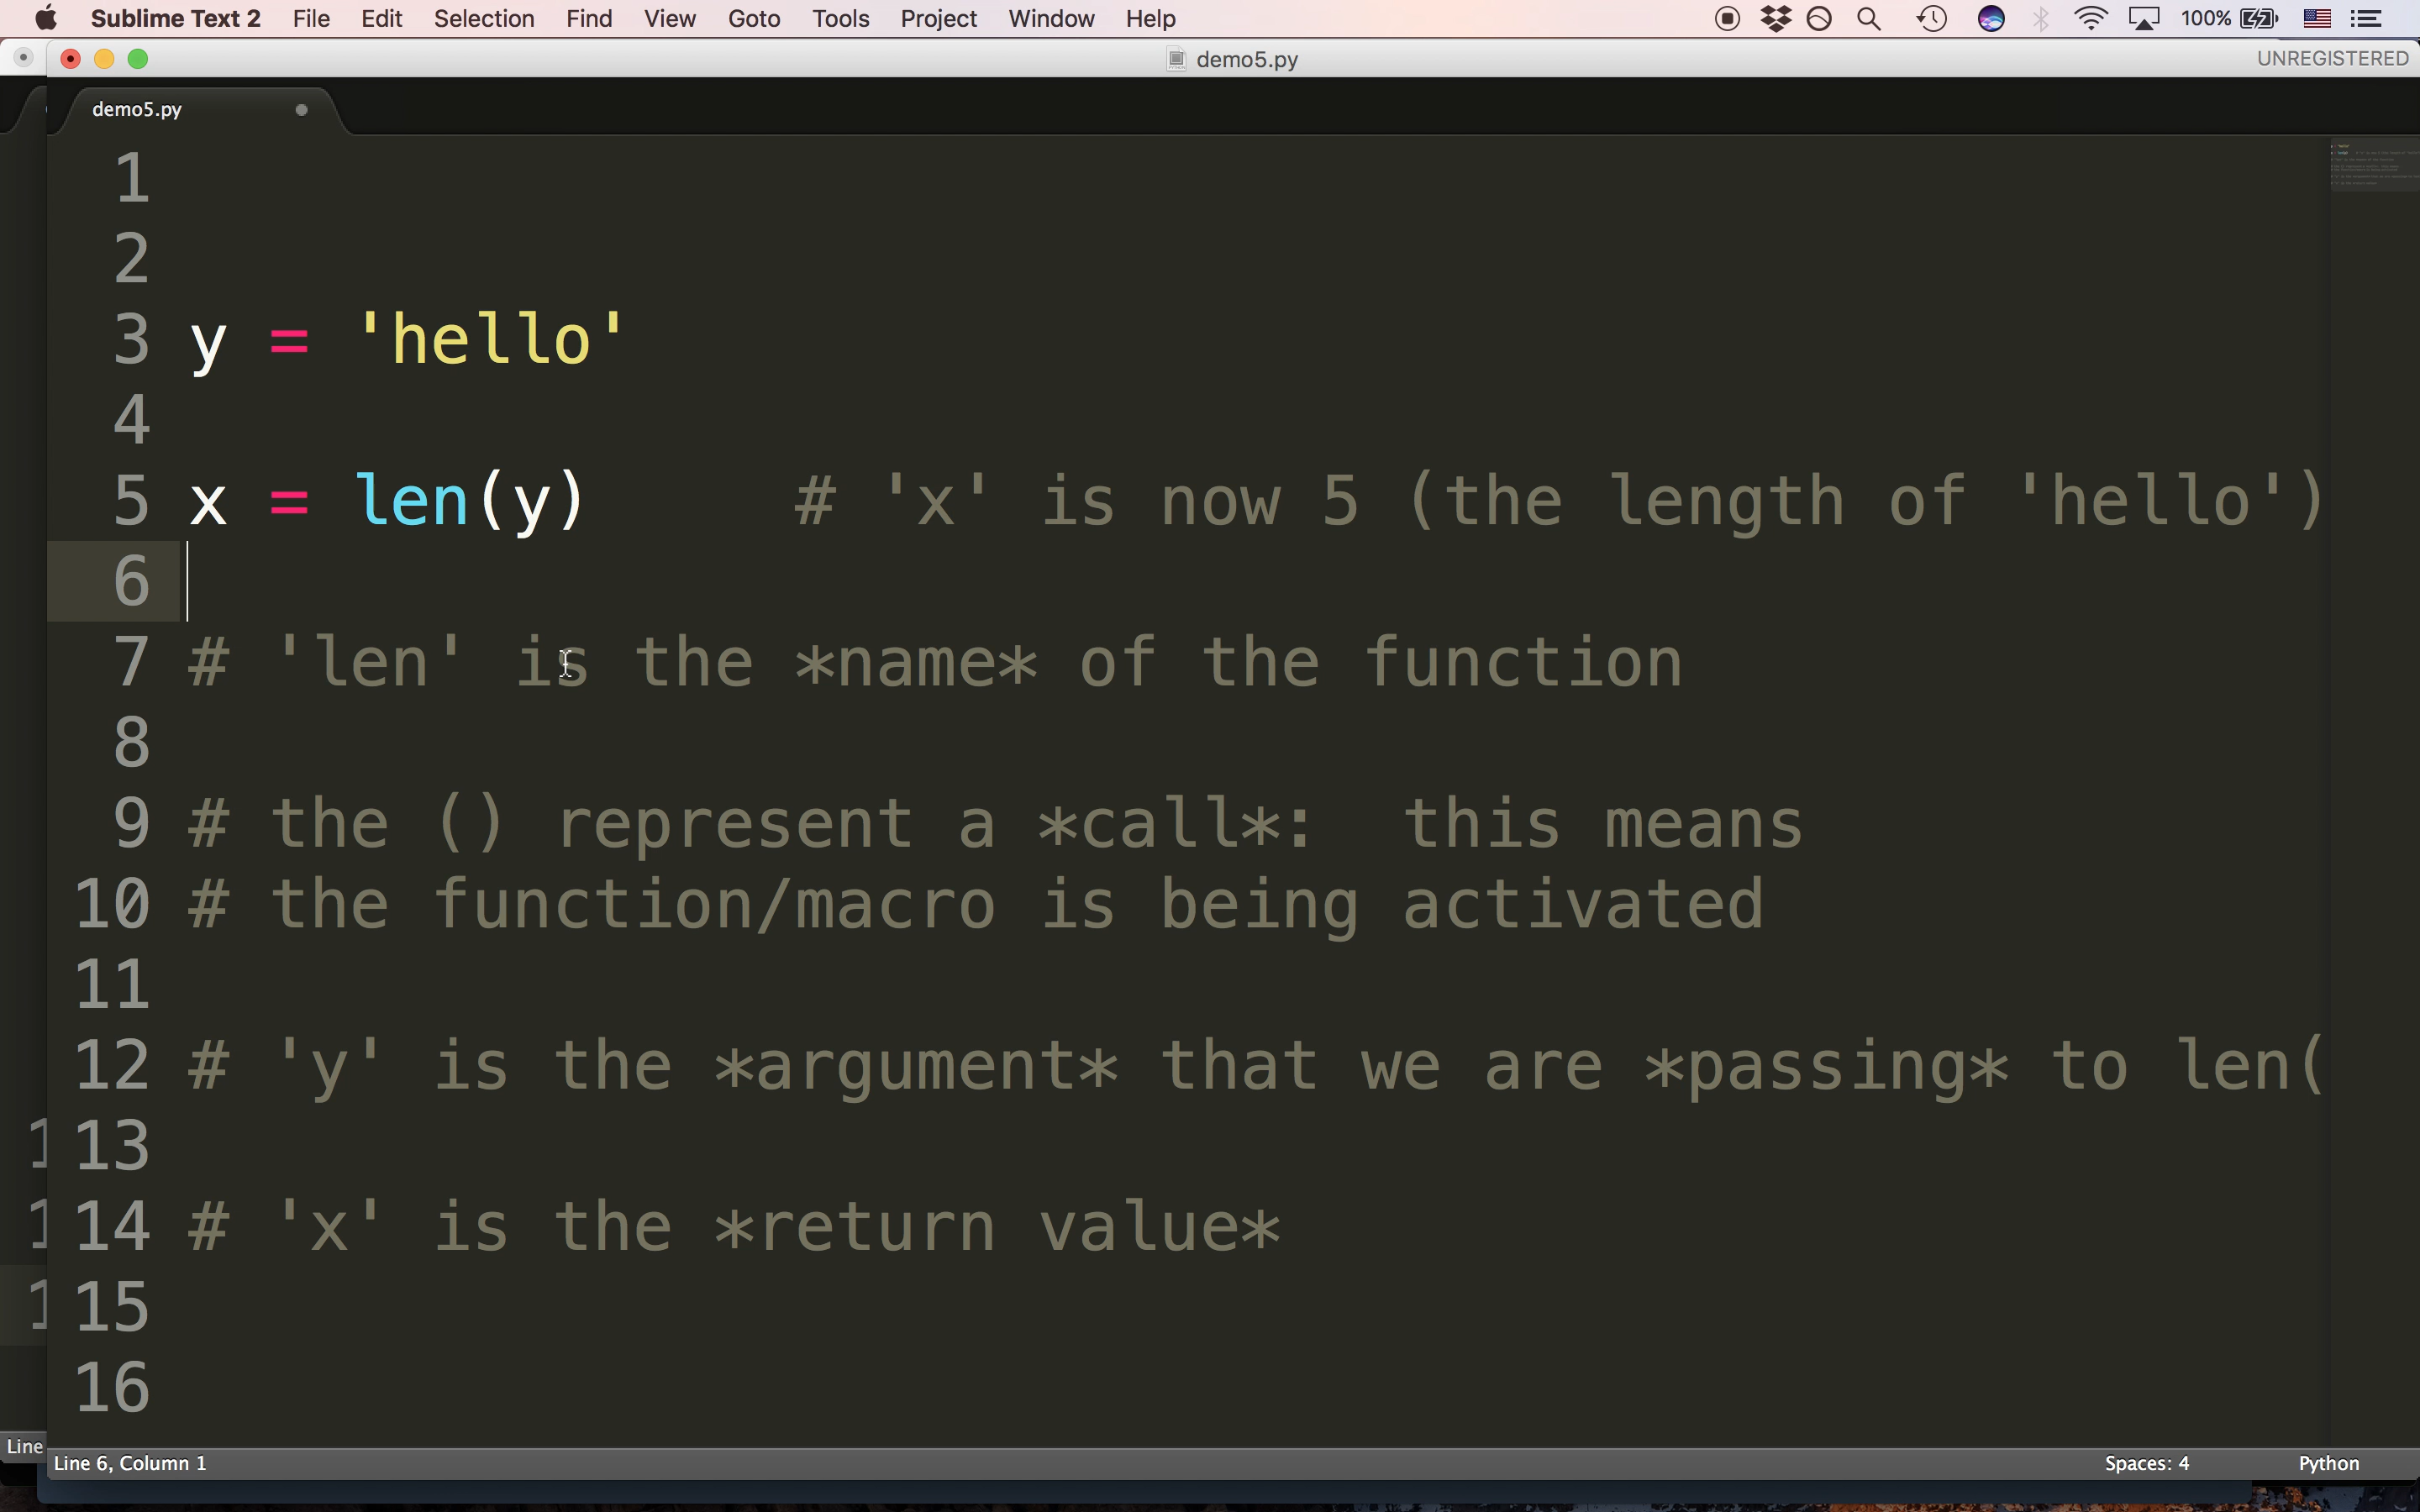 Sublime Text 2 File Edit Selection Find View Goto Tools Project Window Help 100%
demo5.py UNREGISTERED
demo5.py
1
2
3 y = 'hello'
4
5 x = len(y) # 'x' is now 5 (the length of 'hello')
6
7 # 'len' is the *name* of the function
8
9 # the () represent a *call*: this means
10 # the function/macro is being activated
11
12 # 'y' is the *argument* that we are *passing* to len(
13
14 # 'x' is the *return value*
15
16
Line
Line 6, Column 1 Spaces: 4 Python